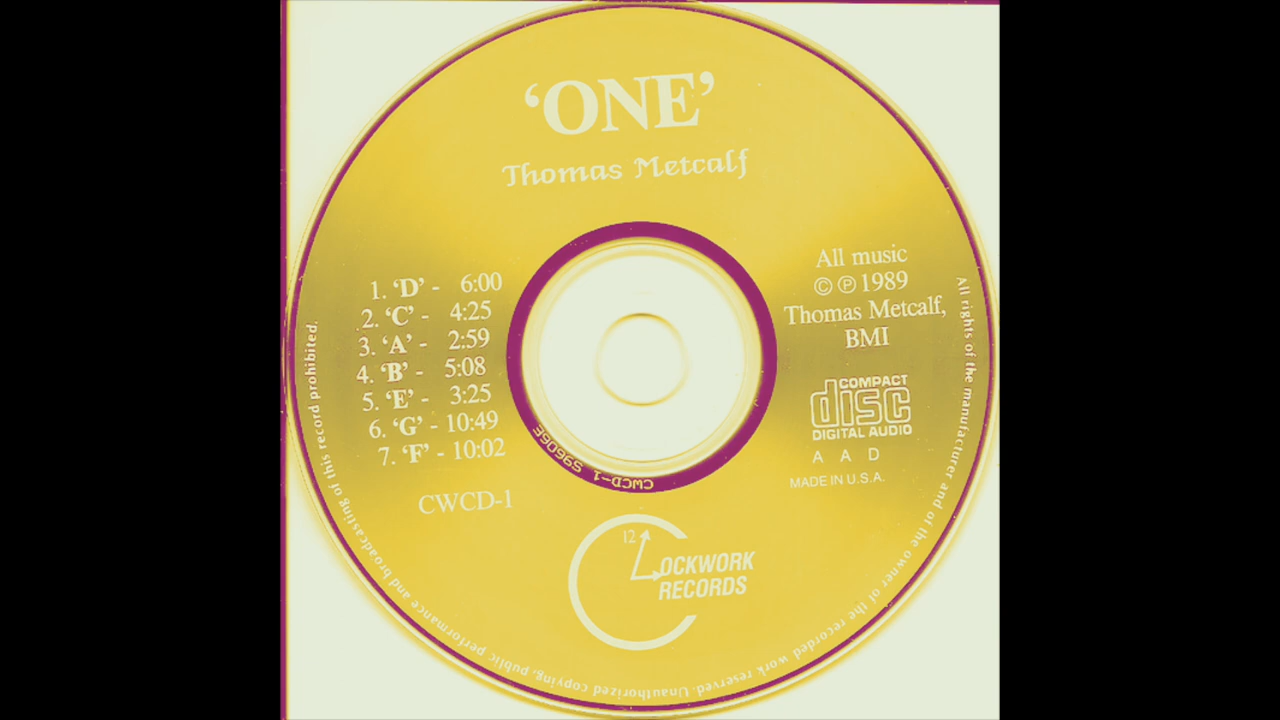 ‘ONE’
Thomas Metcalf
1. ‘D’ - 6:00
2. ‘C’ - 4:25
3. ‘A’ - 2:59
4. ‘B’ - 5:08
5. ‘E’ - 3:25
6. ‘G’ - 10:49
7. ‘F’ - 10:02
CWCD-1
All music
© ℗ 1989
Thomas Metcalf,
BMI
COMPACT
disc
DIGITAL AUDIO
A A D
MADE IN U.S.A.
CWCD-1 S9606E
12
CLOCKWORK
RECORDS
All rights of the manufacturer and of the owner of the recorded work reserved. Unauthorized copying, public performance and broadcasting of this record prohibited.